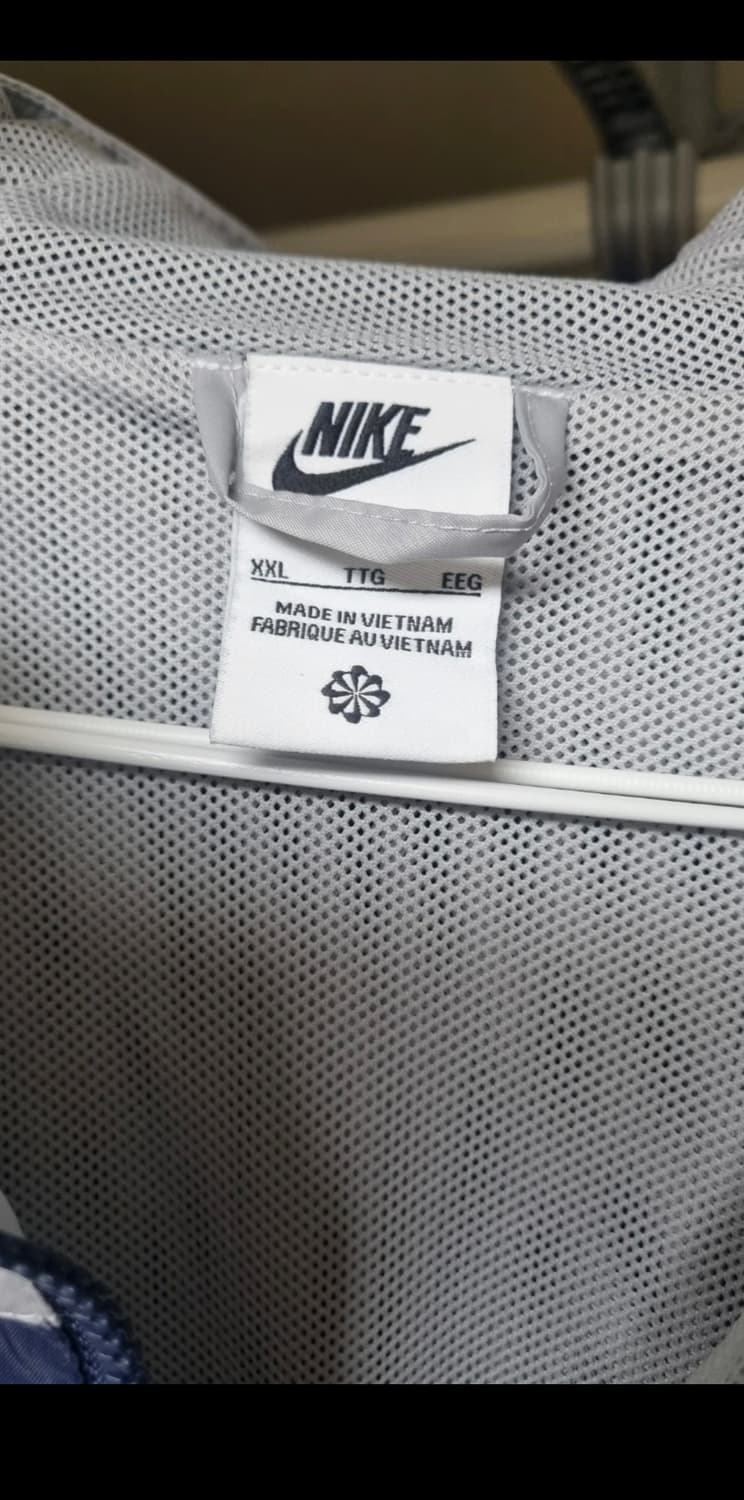 NIKE
XXL TTG EEG
MADE IN VIETNAM
FABRIQUE AU VIETNAM